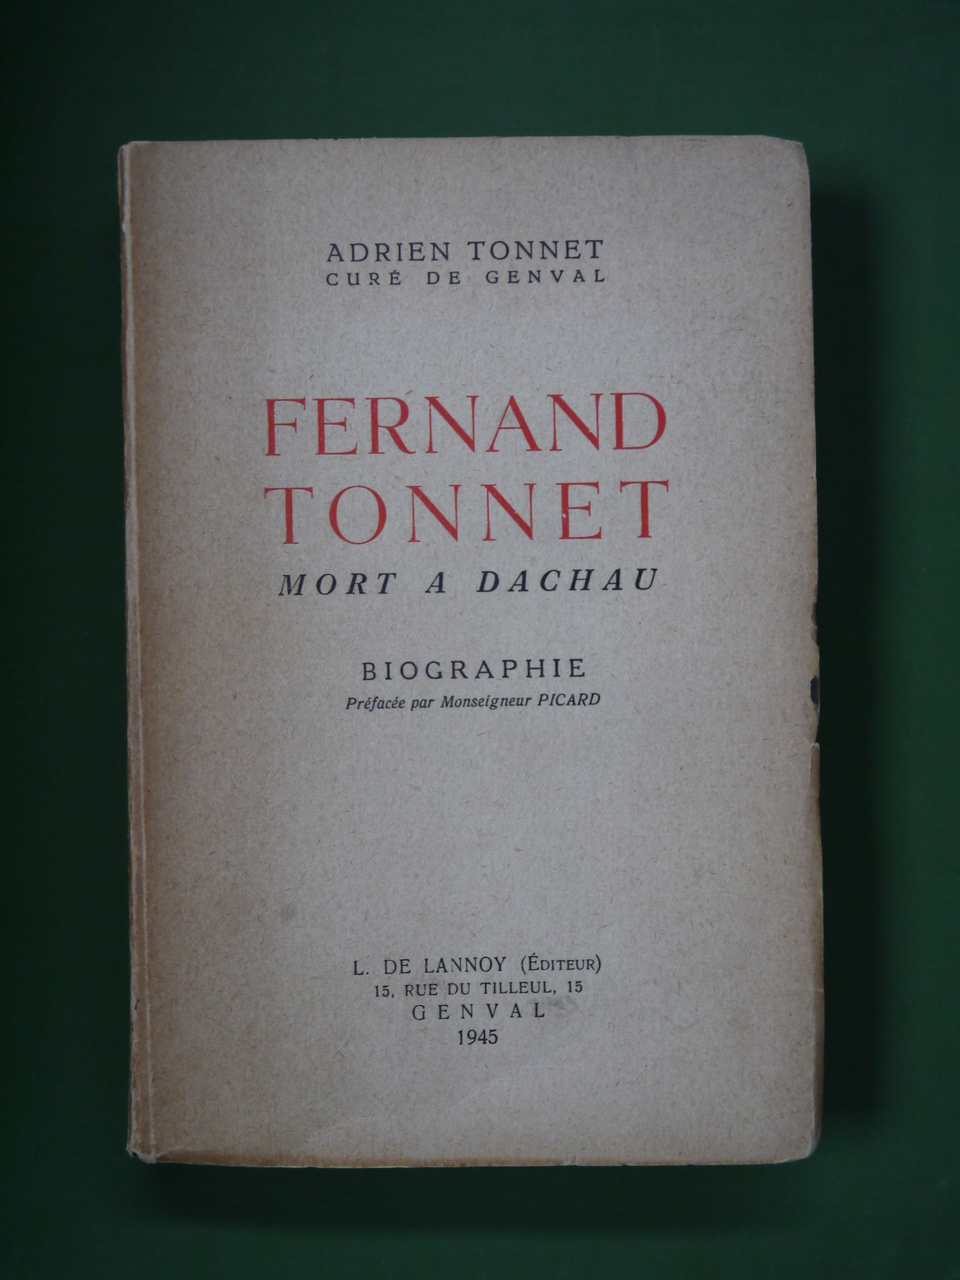 ADRIEN TONNET
CURÉ DE GENVAL
FERNAND
TONNET
MORT A DACHAU
BIOGRAPHIE
Préfacée par Monseigneur PICARD
L. DE LANNOY (ÉDITEUR)
15, RUE DU TILLEUL, 15
GENVAL
1945